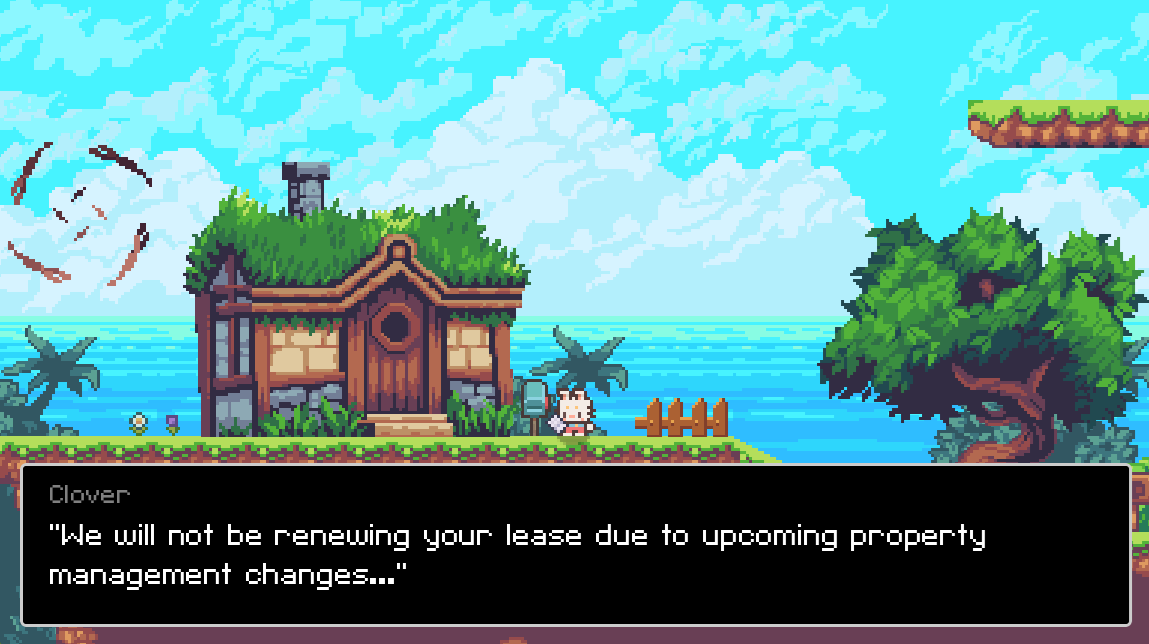 Clover
"We will not be renewing your lease due to upcoming property
management changes..."